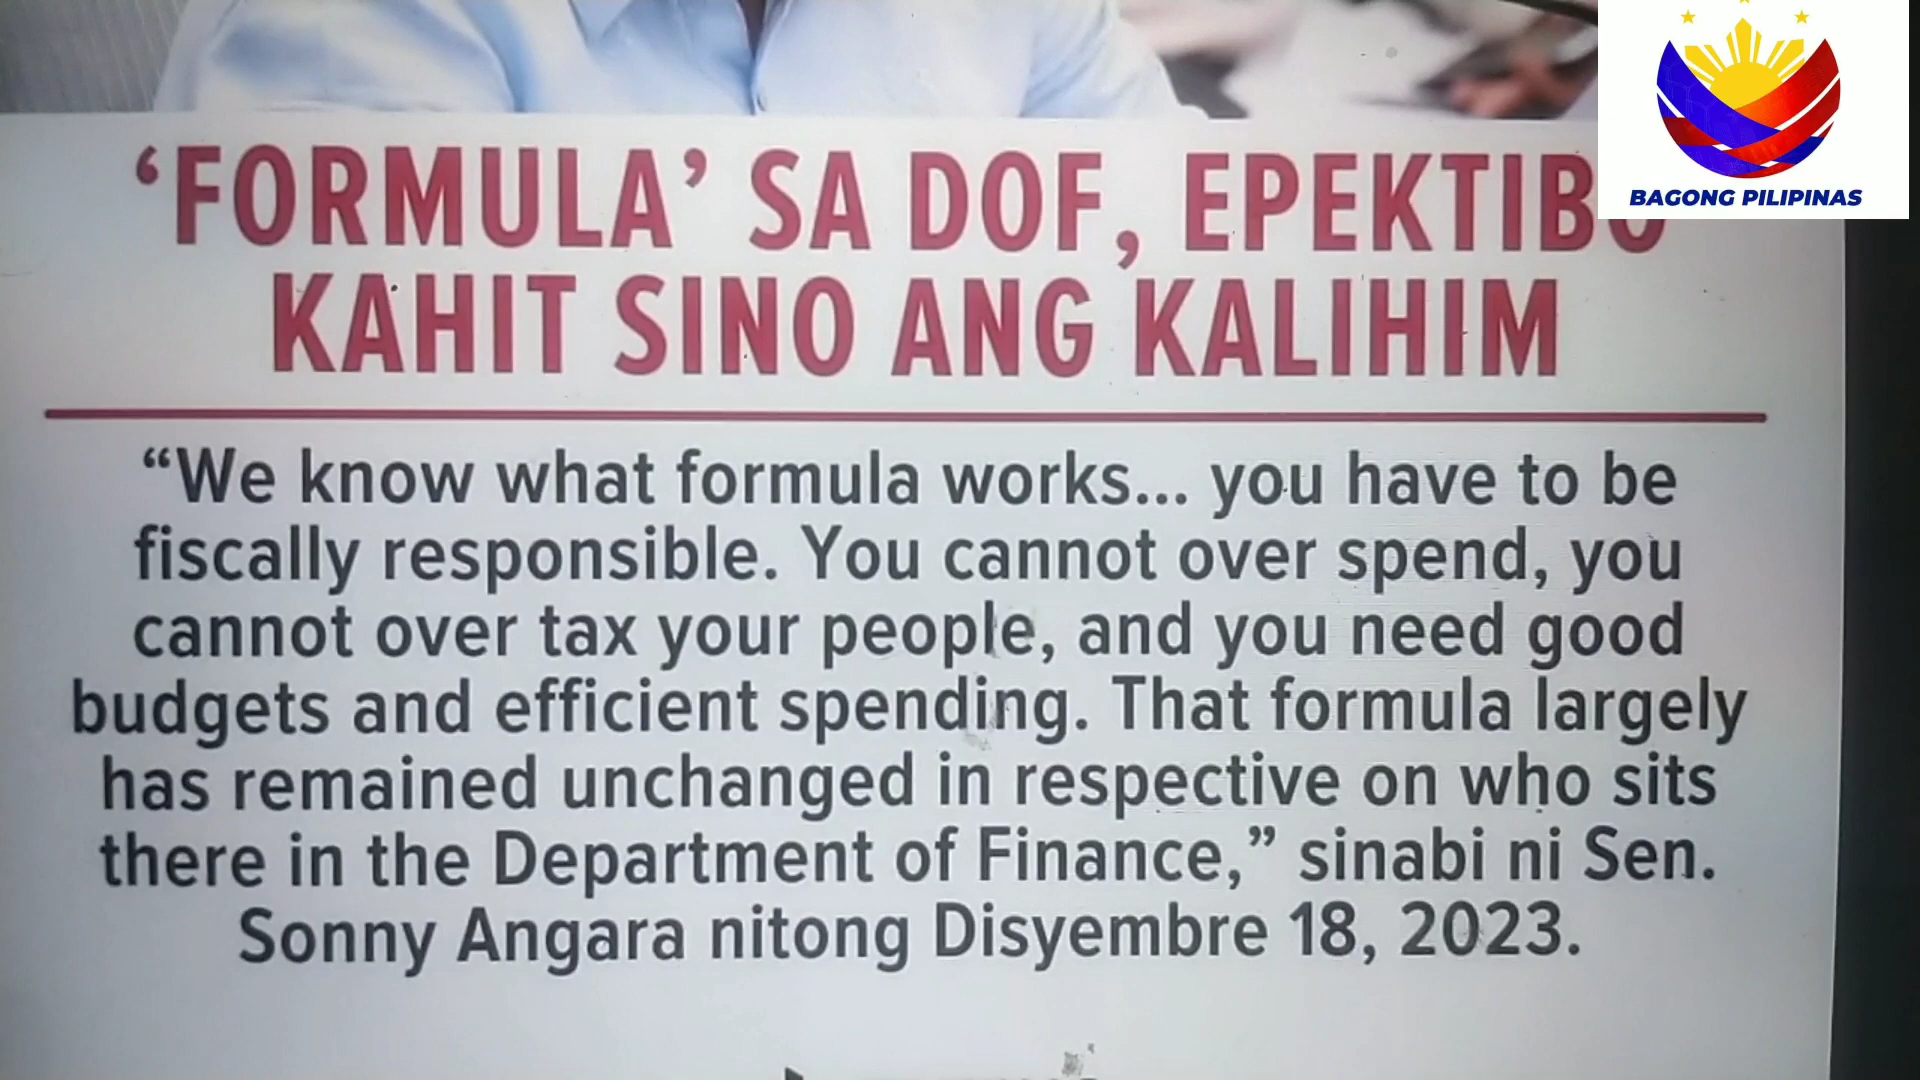 BAGONG PILIPINAS
‘FORMULA’ SA DOF, EPEKTIBO
KAHIT SINO ANG KALIHIM
“We know what formula works... you have to be
fiscally responsible. You cannot over spend, you
cannot over tax your people, and you need good
budgets and efficient spending. That formula largely
has remained unchanged in respective on who sits
there in the Department of Finance,” sinabi ni Sen.
Sonny Angara nitong Disyembre 18, 2023.